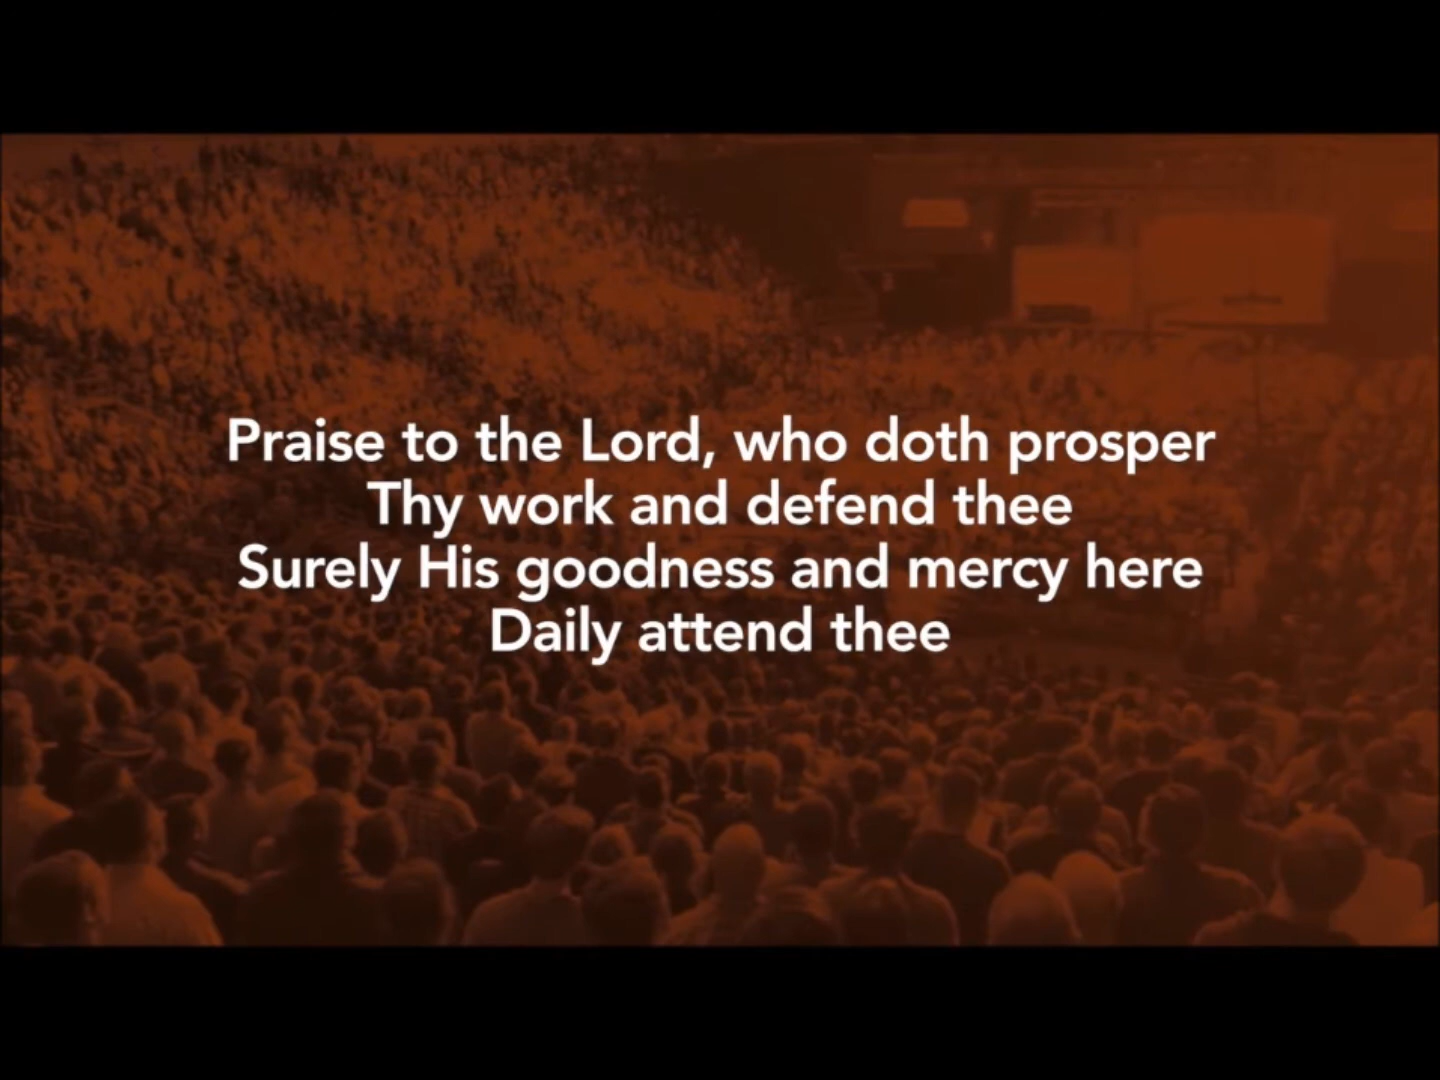 Praise to the Lord, who doth prosper
Thy work and defend thee
Surely His goodness and mercy here
Daily attend thee